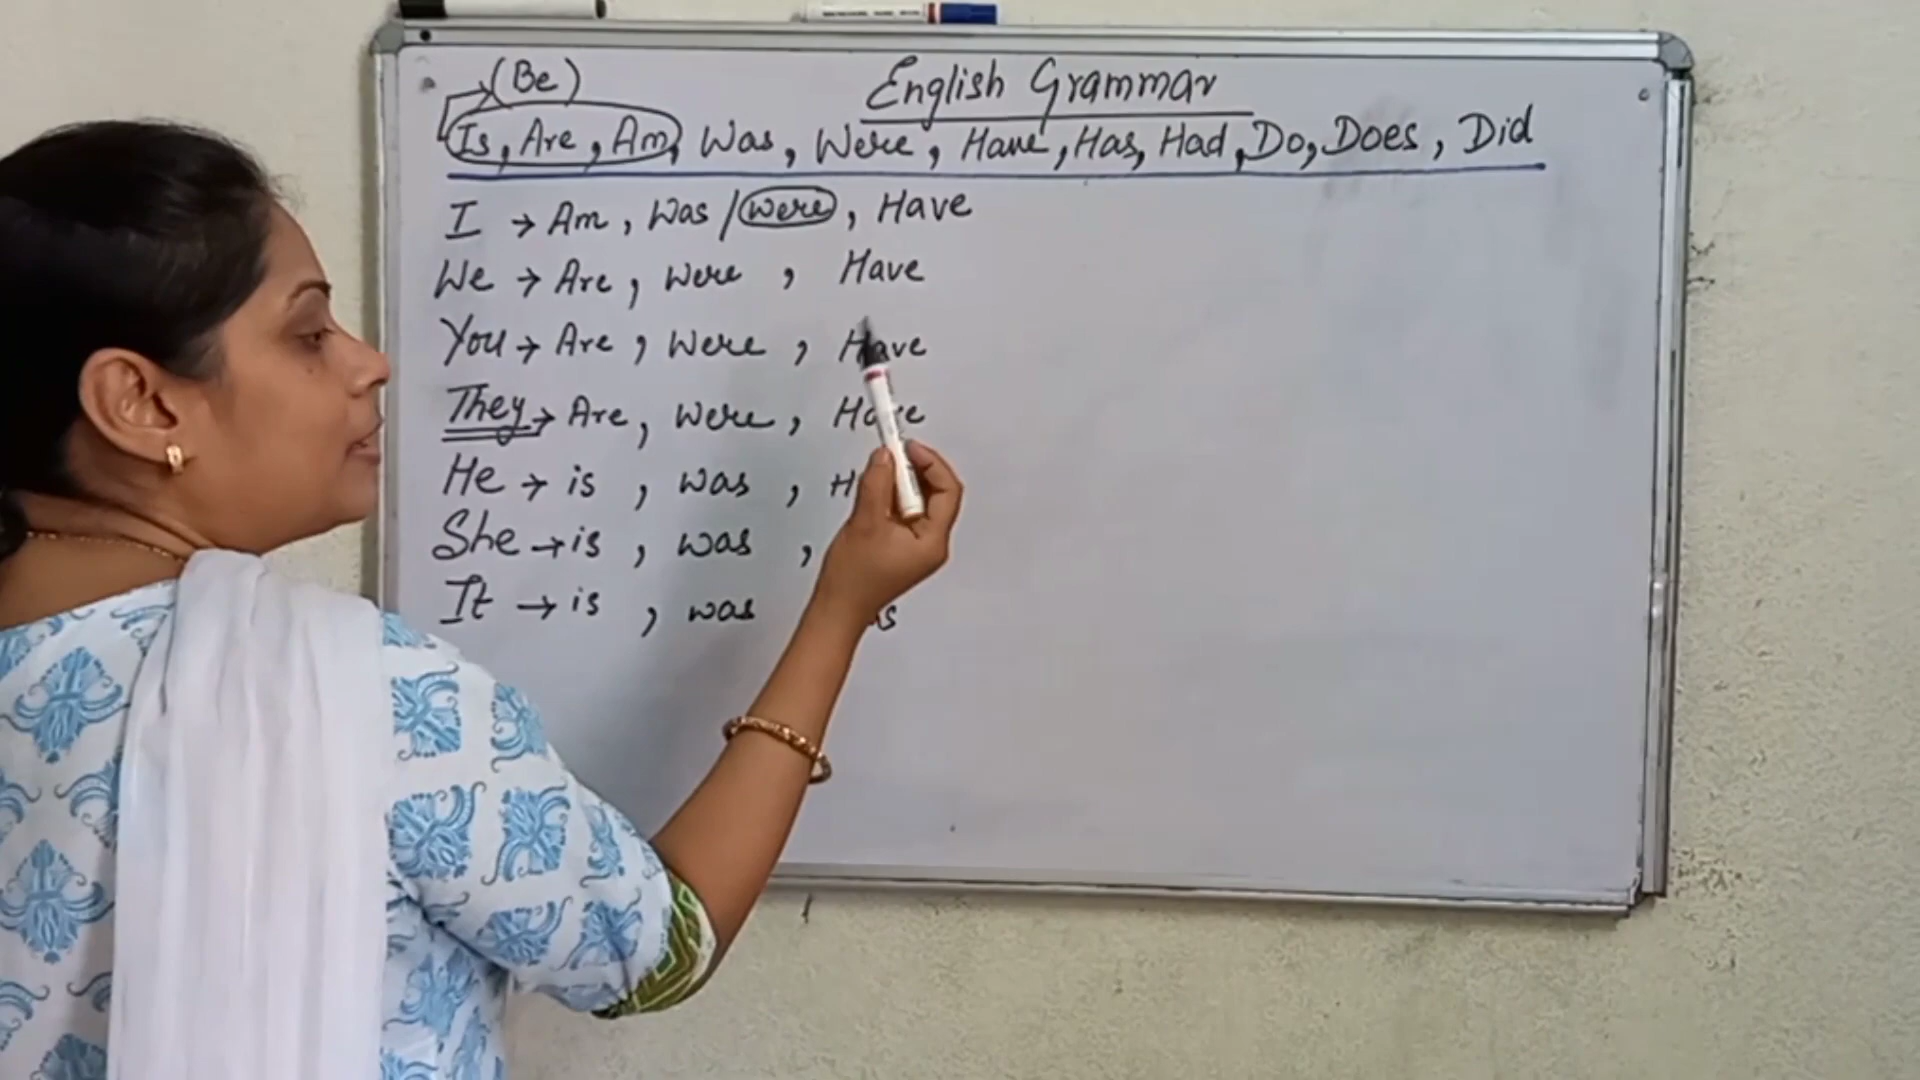 (Be)
English Grammar
Is, Are, Am, Was, Were, Have, Has, Had, Do, Does, Did
I → Am, Was / were, Have
We → Are, Were, Have
You → Are, Were, Have
They → Are, Were, Have
He → is, was,
She → is, was,
It → is, was